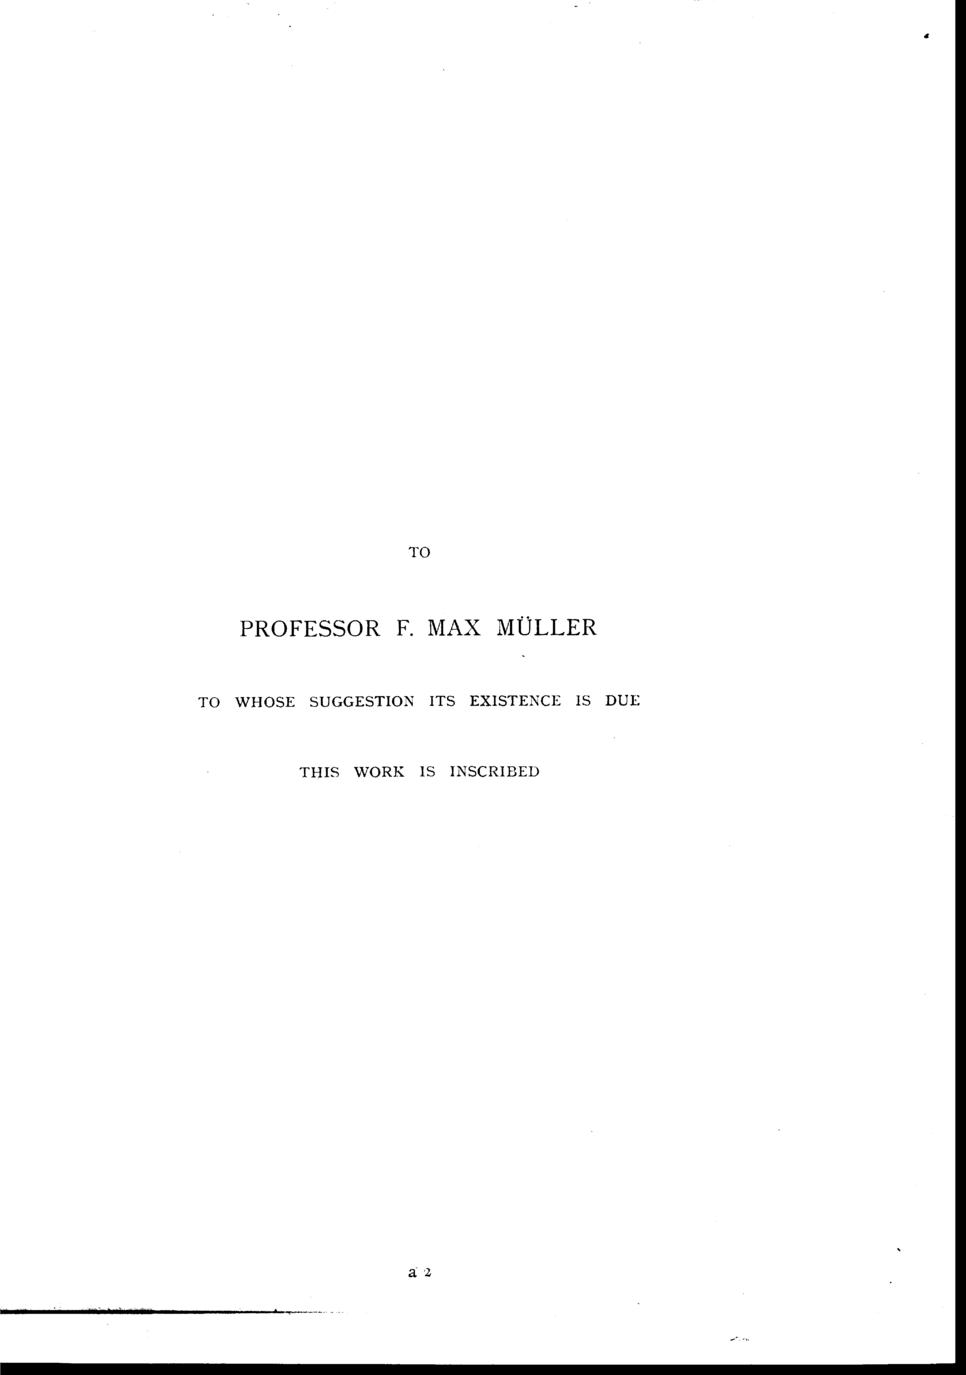 TO
PROFESSOR F. MAX MÜLLER
TO WHOSE SUGGESTION ITS EXISTENCE IS DUE
THIS WORK IS INSCRIBED
a 2